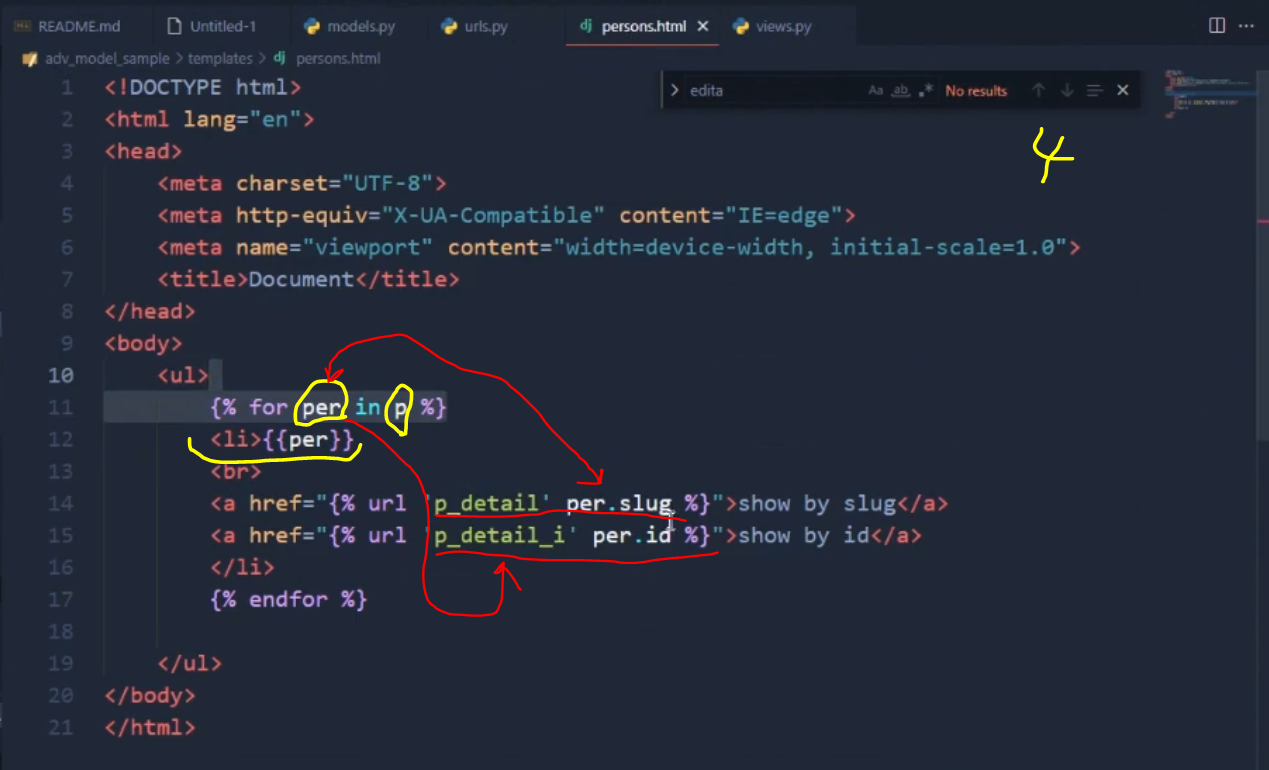 README.md Untitled-1 models.py urls.py dj persons.html views.py
adv_model_sample > templates > dj persons.html
edita Aa ab .* No results
4
1 <!DOCTYPE html>
2 <html lang="en">
3 <head>
4 <meta charset="UTF-8">
5 <meta http-equiv="X-UA-Compatible" content="IE=edge">
6 <meta name="viewport" content="width=device-width, initial-scale=1.0">
7 <title>Document</title>
8 </head>
9 <body>
10 <ul>
11 {% for per in p %}
12 <li>{{per}}
13 <br>
14 <a href="{% url 'p_detail' per.slug %}">show by slug</a>
15 <a href="{% url 'p_detail_i' per.id %}">show by id</a>
16 </li>
17 {% endfor %}
18
19 </ul>
20 </body>
21 </html>